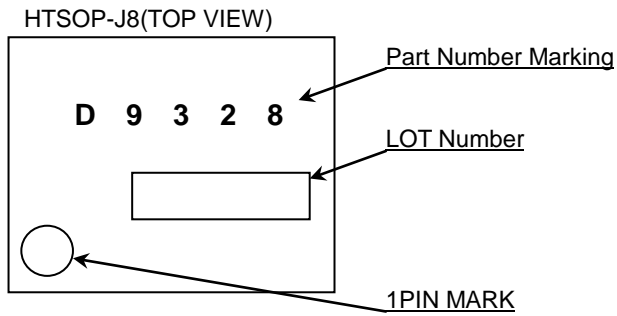 HTSOP-J8(TOP VIEW)
Part Number Marking
D 9 3 2 8
LOT Number
1PIN MARK